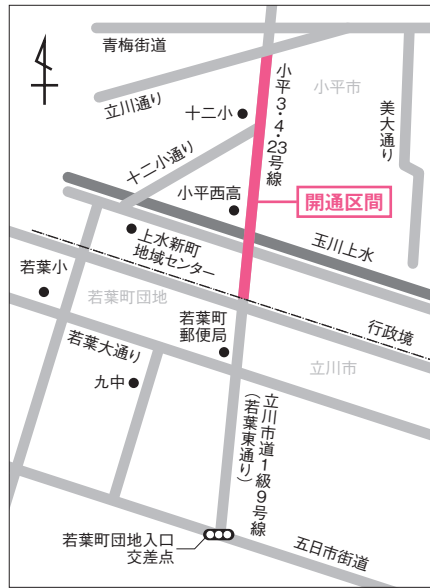 青梅街道
立川通り
十二小
小平3・4・23号線
小平市
美大通り
十二小通り
小平西高
開通区間
玉川上水
上水新町
地域センター
若葉小
若葉町団地
行政境
若葉町
郵便局
若葉大通り
立川市
九中
立川市道1級9号線
(若葉東通り)
若葉町団地入口
交差点
五日市街道